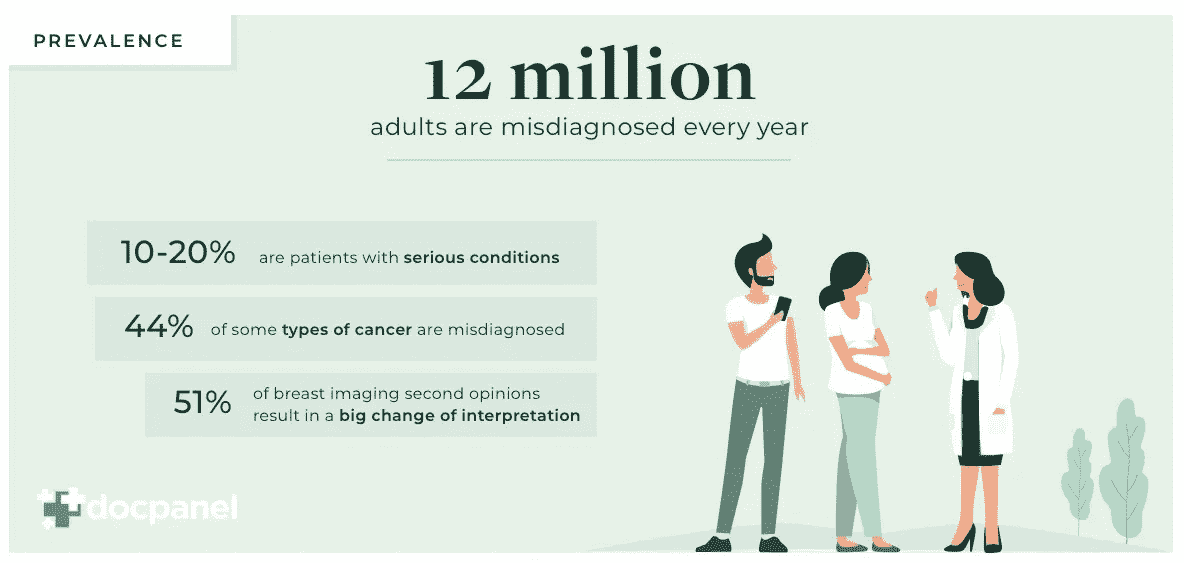 PREVALENCE
12 million
adults are misdiagnosed every year
10-20% are patients with serious conditions
44% of some types of cancer are misdiagnosed
51% of breast imaging second opinions
result in a big change of interpretation
docpanel